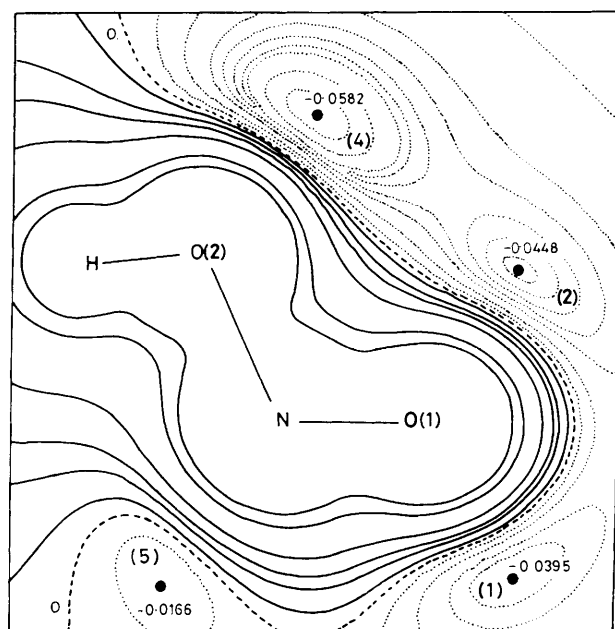 0.
-0.0582
(4)
-0.0448
(2)
H
O(2)
N
O(1)
(5)
-0.0166
0
-0.0395
(1)